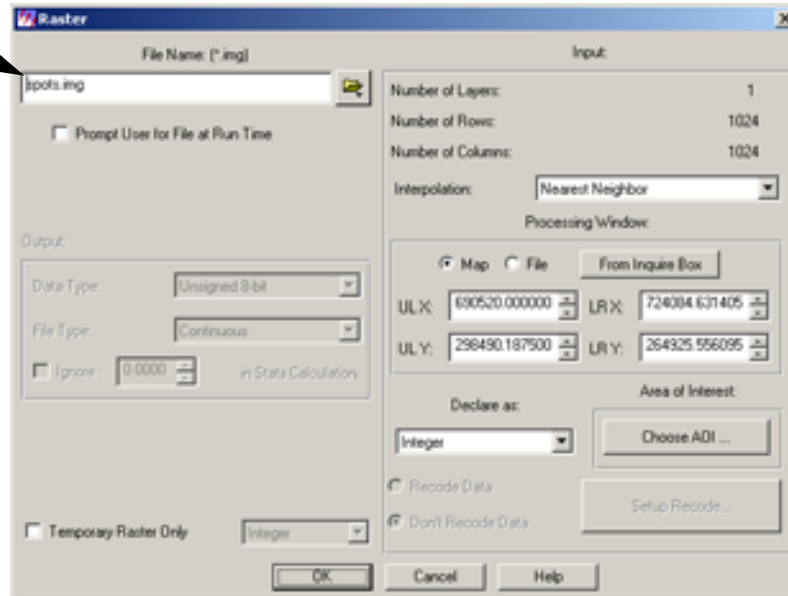 Raster
File Name: (*.img)
spots.img
Prompt User for File at Run Time
Output:
Data Type: Unsigned 8-bit
File Type: Continuous
Ignore 0.0000 in Stats Calculation.
Temporary Raster Only Integer
Input:
Number of Layers: 1
Number of Rows: 1024
Number of Columns: 1024
Interpolation: Nearest Neighbor
Processing Window:
Map File From Inquire Box
UL X: 690520.000000 LR X: 724084.631405
UL Y: 298490.187500 LR Y: 264925.556095
Declare as:
Integer
Area of Interest:
Choose AOI ...
Recode Data
Don't Recode Data
Setup Recode...
OK Cancel Help